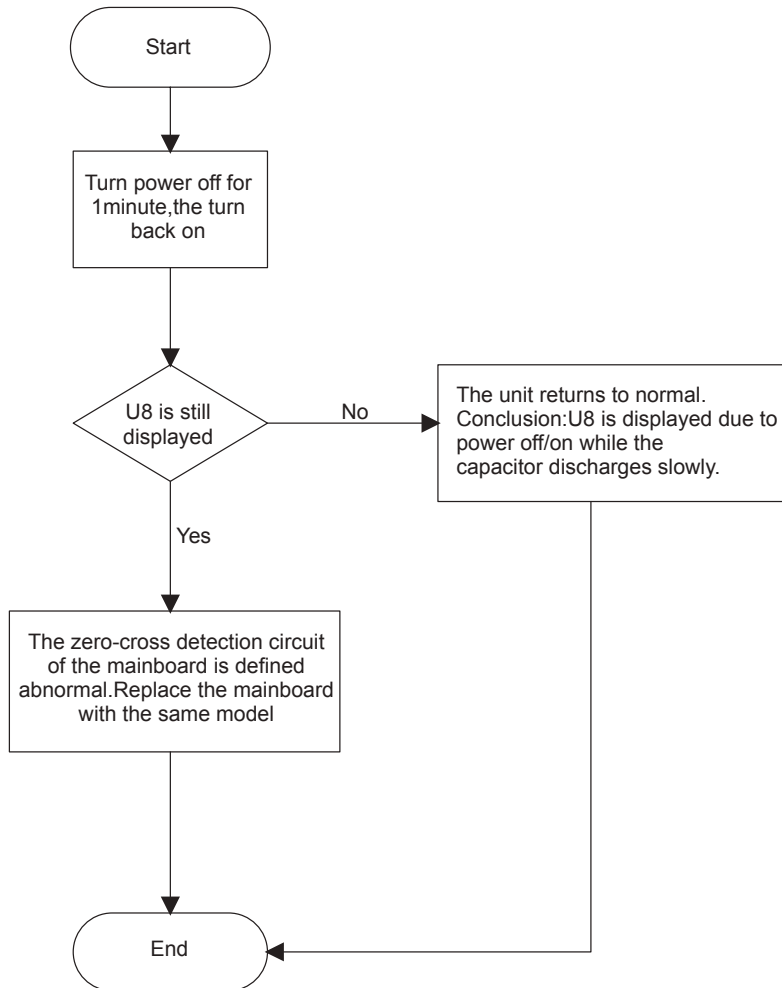 Start
Turn power off for
1minute,the turn
back on
U8 is still
displayed
No
The unit returns to normal.
Conclusion:U8 is displayed due to
power off/on while the
capacitor discharges slowly.
Yes
The zero-cross detection circuit
of the mainboard is defined
abnormal.Replace the mainboard
with the same model
End